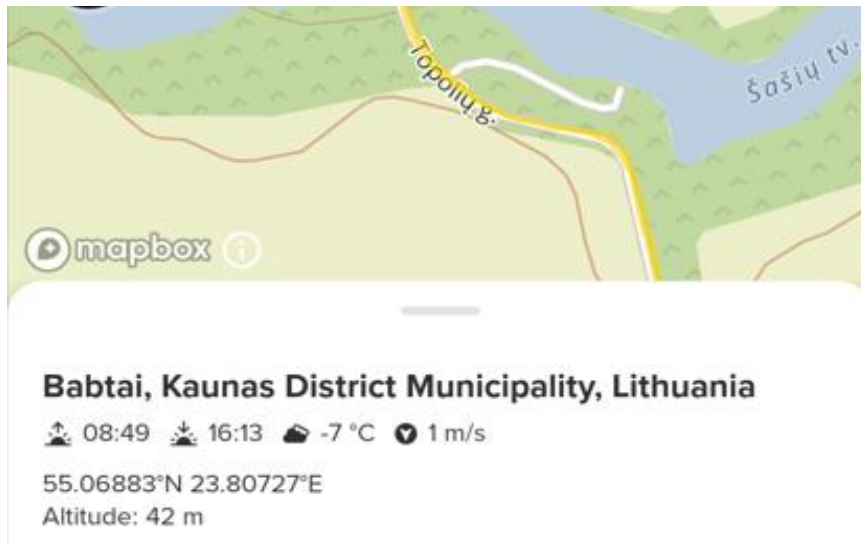 Topolių g.
Šašių tv.
mapbox
Babtai, Kaunas District Municipality, Lithuania
08:49 16:13 -7 °C 1 m/s
55.06883°N 23.80727°E
Altitude: 42 m